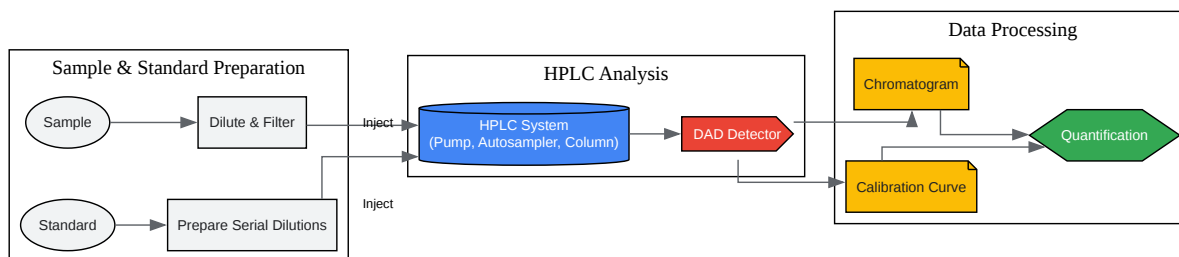 Sample & Standard Preparation
Sample
Dilute & Filter
Inject
Standard
Prepare Serial Dilutions
Inject
HPLC Analysis
HPLC System
(Pump, Autosampler, Column)
DAD Detector
Data Processing
Chromatogram
Calibration Curve
Quantification